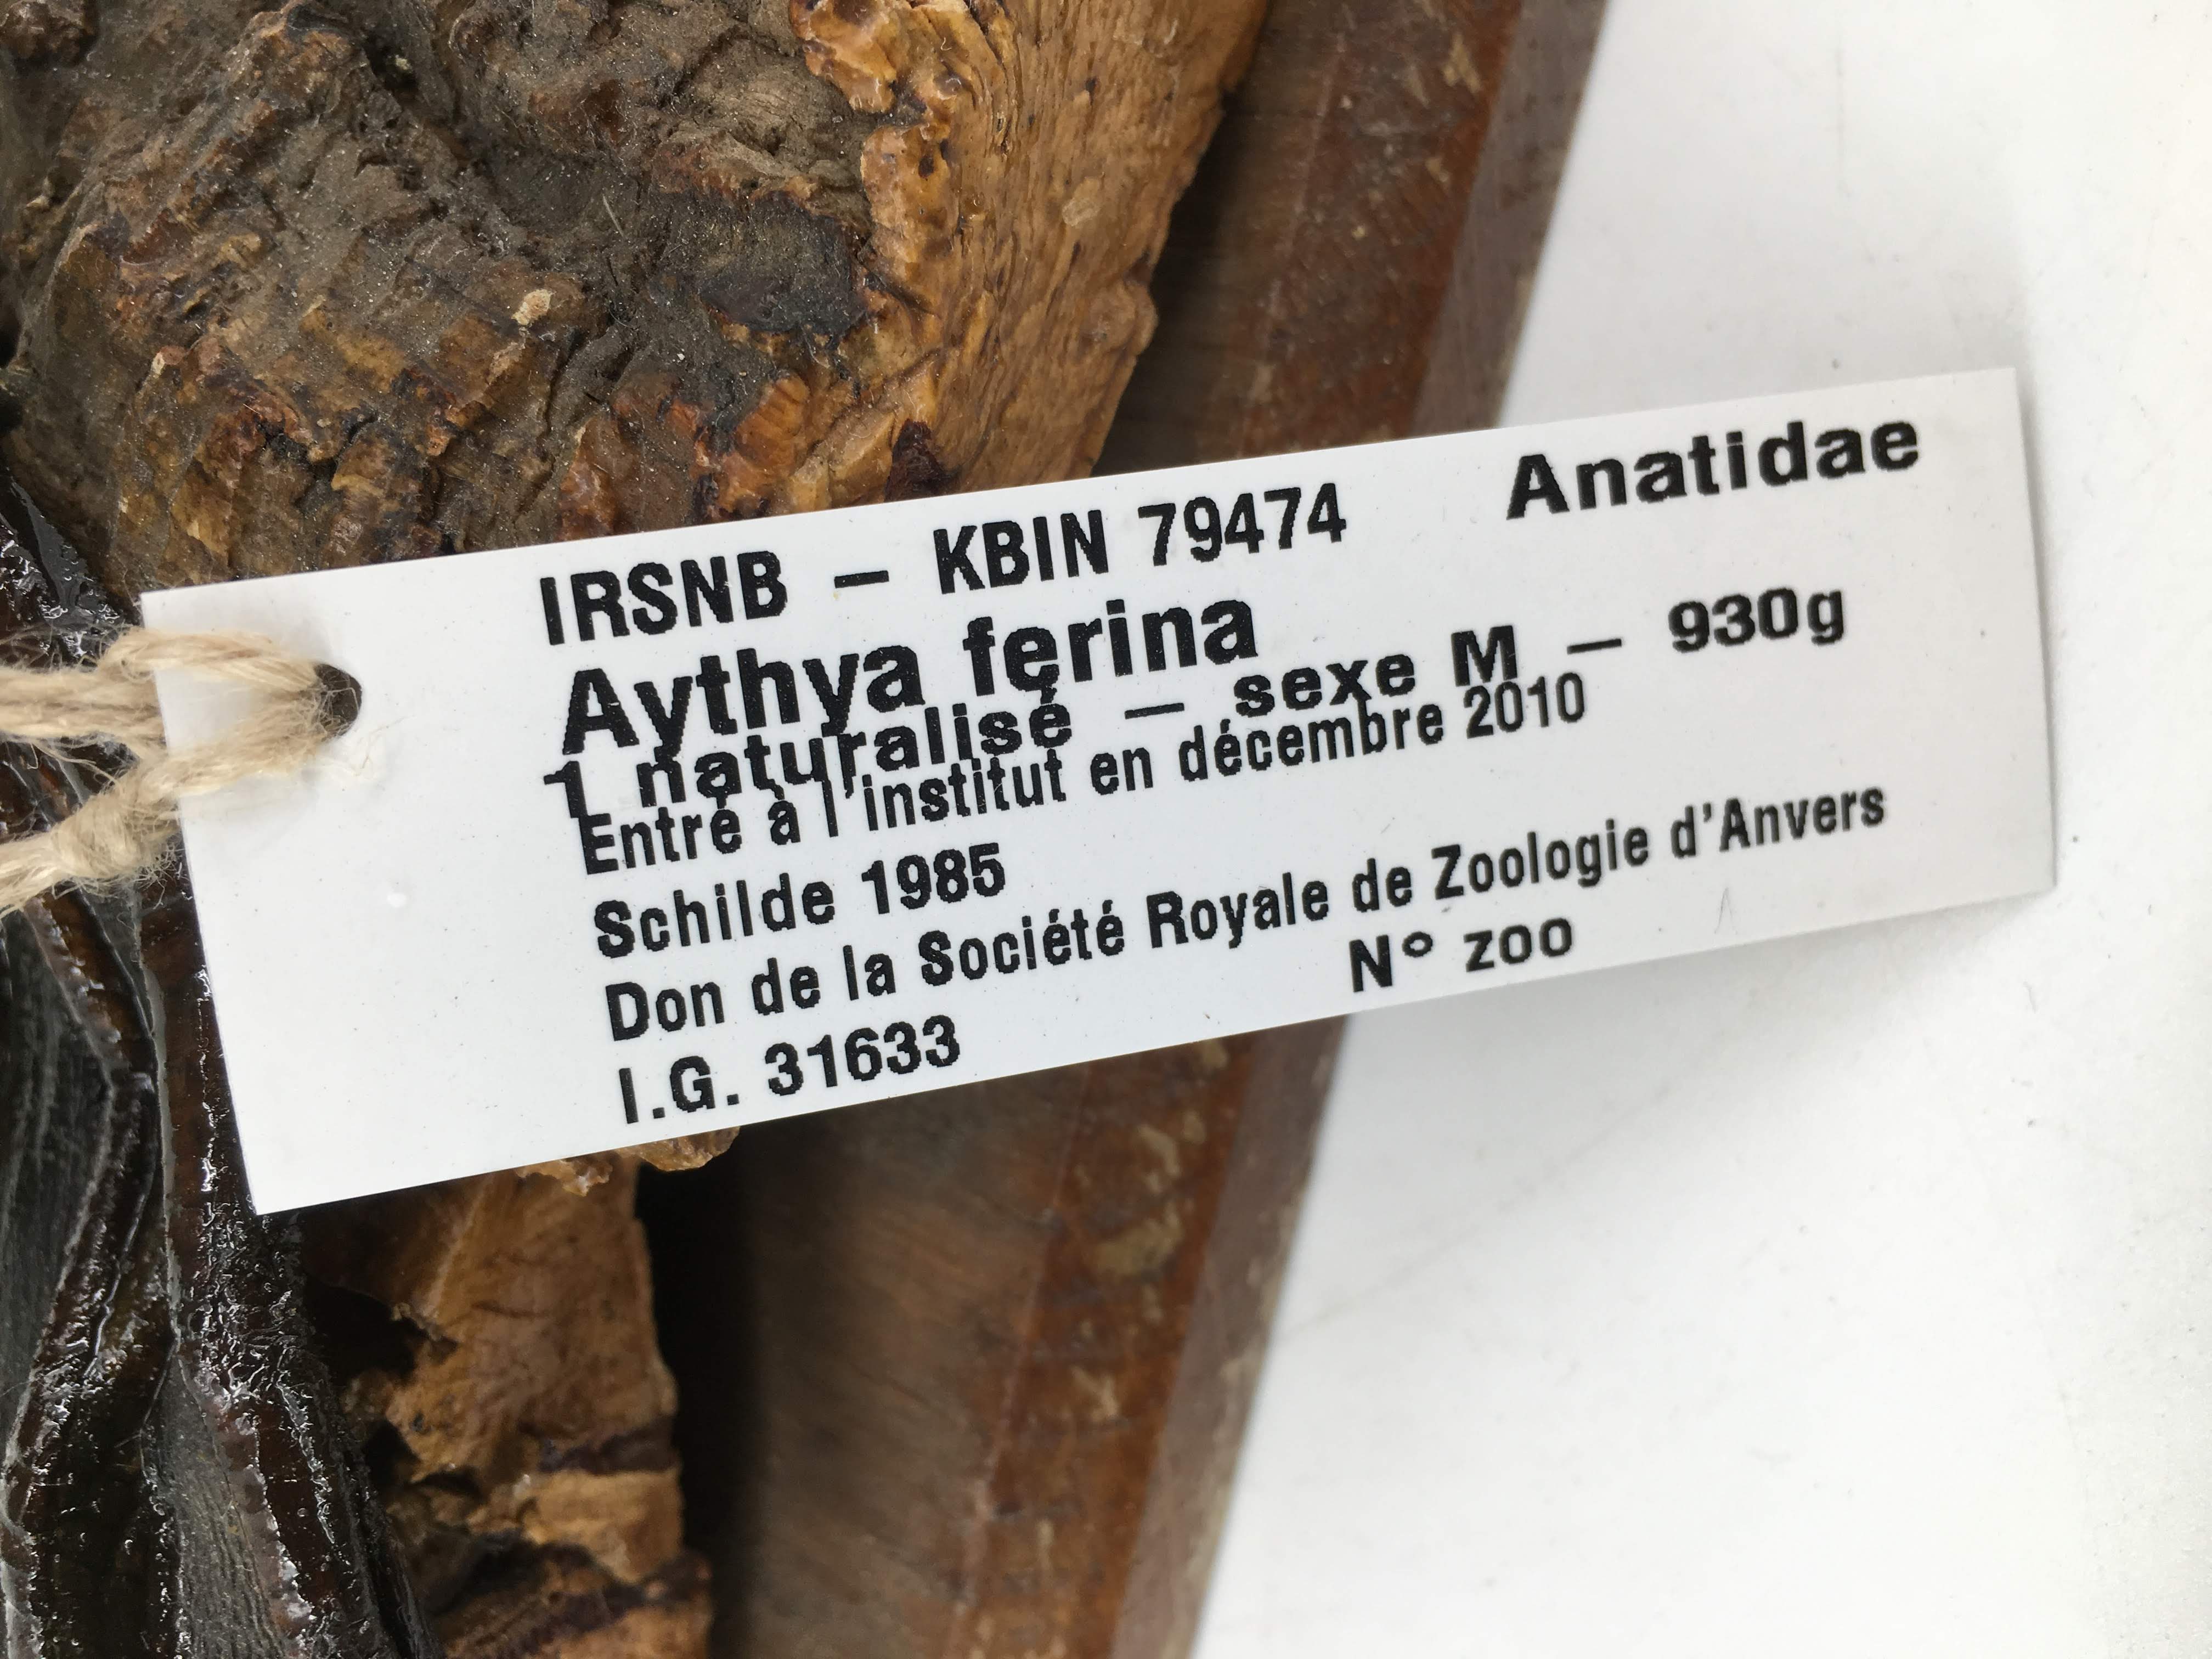 IRSNB – KBIN 79474 Anatidae
Aythya ferina
1 naturalisé – sexe M – 930g
Entré à l'institut en décembre 2010
Schilde 1985
Don de la Société Royale de Zoologie d'Anvers
I.G. 31633 N° zoo